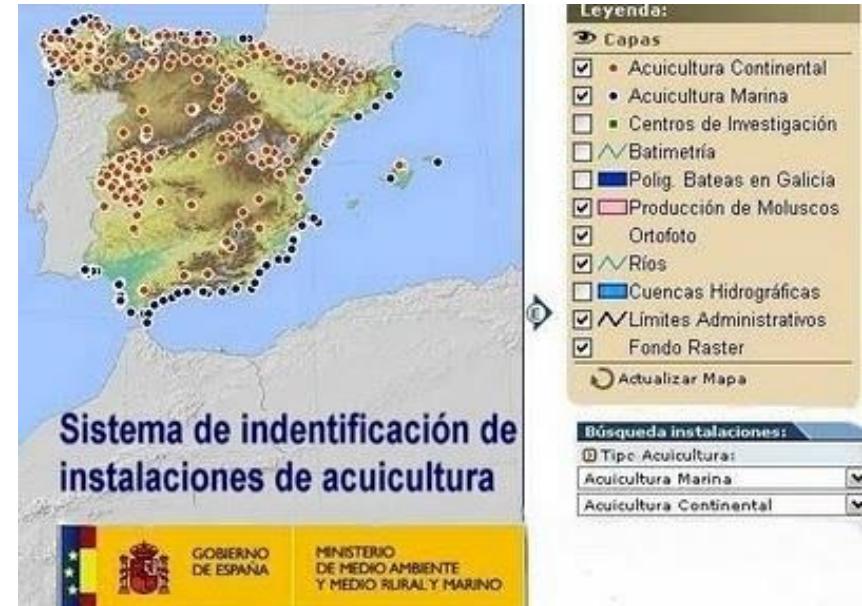 Leyenda:
Capas
Acuicultura Continental
Acuicultura Marina
Centros de Investigación
Batimetría
Polig. Bateas en Galicia
Producción de Moluscos
Ortofoto
Ríos
Cuencas Hidrográficas
Límites Administrativos
Fondo Raster
Actualizar Mapa
Búsqueda instalaciones:
Tipo Acuicultura:
Acuicultura Marina
Acuicultura Continental
Sistema de indentificación de
instalaciones de acuicultura
GOBIERNO
DE ESPAÑA
MINISTERIO
DE MEDIO AMBIENTE
Y MEDIO RURAL Y MARINO